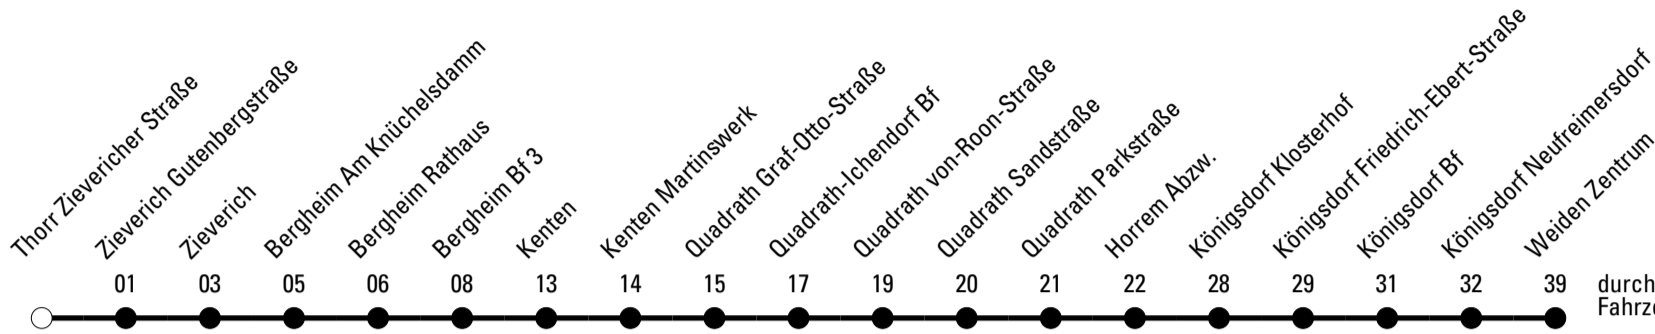 Thorr Zievericher Straße
Zieverich Gutenbergstraße
Zieverich
Bergheim Am Knüchelsdamm
Bergheim Rathaus
Bergheim Bf 3
Kenten
Kenten Martinswerk
Quadrath Graf-Otto-Straße
Quadrath-Ichendorf Bf
Quadrath von-Roon-Straße
Quadrath Sandstraße
Quadrath Parkstraße
Horrem Abzw.
Königsdorf Klosterhof
Königsdorf Friedrich-Ebert-Straße
Königsdorf Bf
Königsdorf Neufreimersdorf
Weiden Zentrum
01 03 05 06 08 13 14 15 17 19 20 21 22 28 29 31 32 39
durch
Fahrz